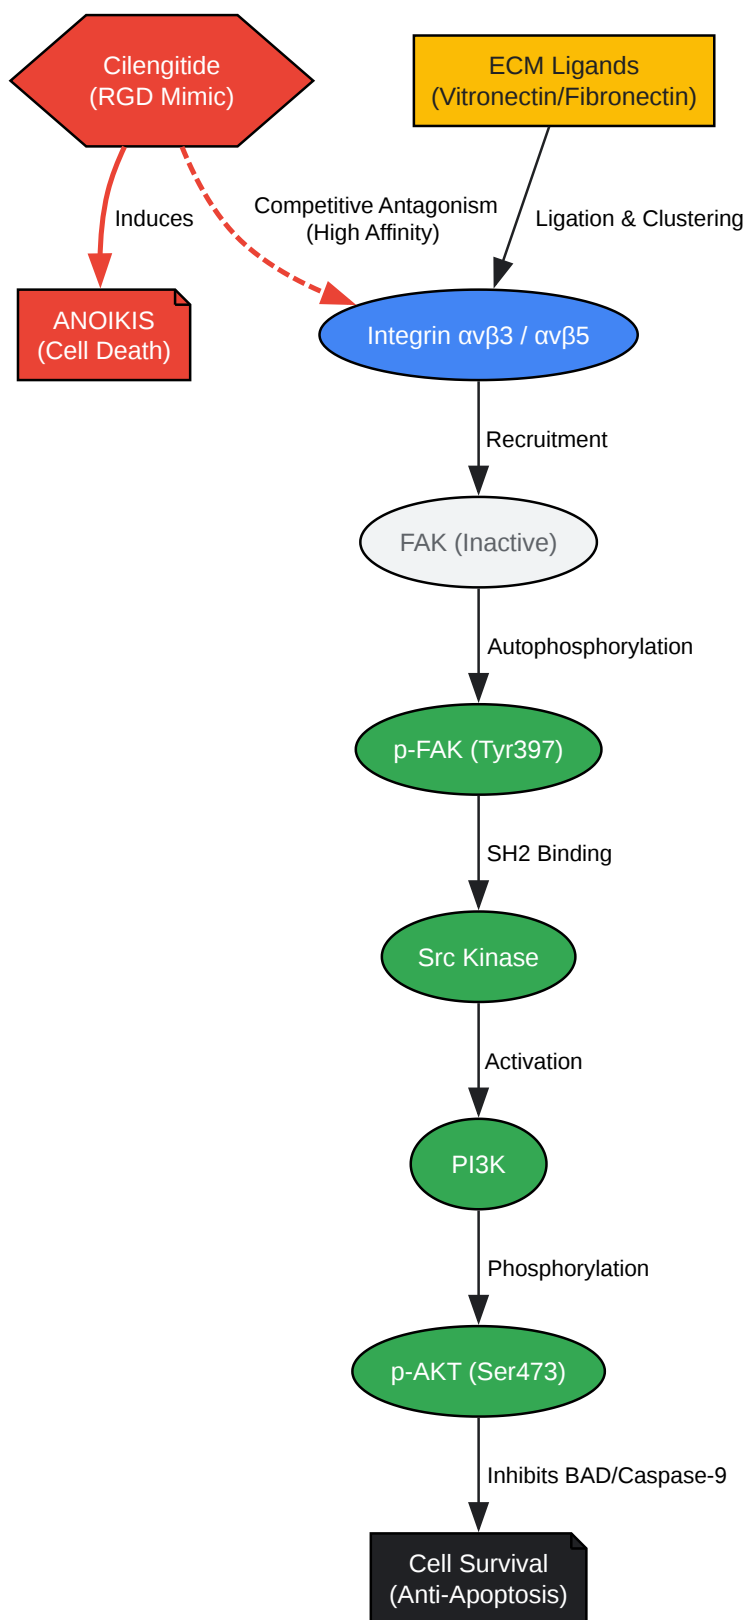 Cilengitide
(RGD Mimic)
ECM Ligands
(Vitronectin/Fibronectin)
Induces
Competitive Antagonism
(High Affinity)
Ligation & Clustering
ANOIKIS
(Cell Death)
Integrin αvβ3 / αvβ5
Recruitment
FAK (Inactive)
Autophosphorylation
p-FAK (Tyr397)
SH2 Binding
Src Kinase
Activation
PI3K
Phosphorylation
p-AKT (Ser473)
Inhibits BAD/Caspase-9
Cell Survival
(Anti-Apoptosis)